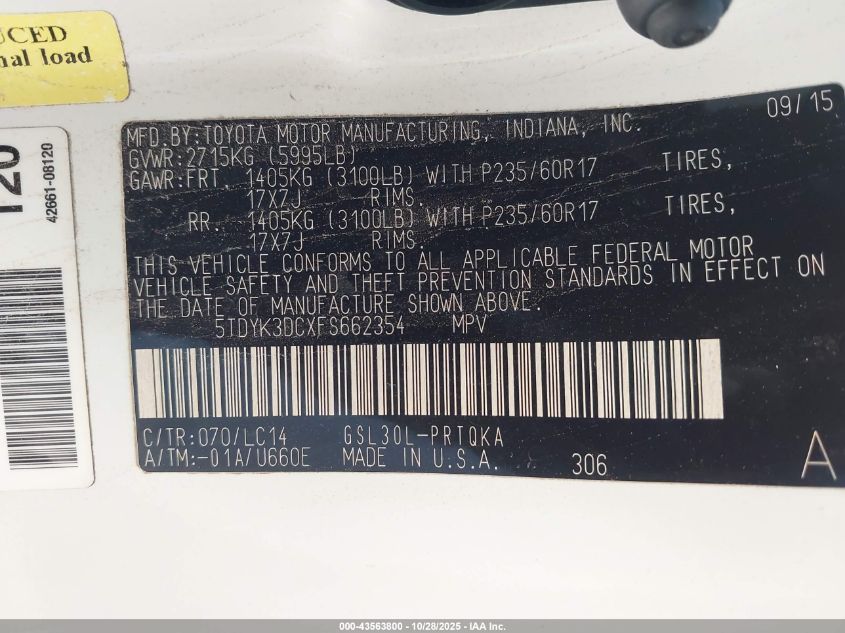 UCED
nal load
120
42661-08120
09/15
MFD.BY:TOYOTA MOTOR MANUFACTURING, INDIANA, INC.
GVWR:2715KG (5995LB)
GAWR:FRT. 1405KG (3100LB) WITH P235/60R17 TIRES,
17X7J RIMS.
RR. 1405KG (3100LB) WITH P235/60R17 TIRES,
17X7J RIMS.
THIS VEHICLE CONFORMS TO ALL APPLICABLE FEDERAL MOTOR
VEHICLE SAFETY AND THEFT PREVENTION STANDARDS IN EFFECT ON
THE DATE OF MANUFACTURE SHOWN ABOVE.
5TDYK3DCXFS662354 MPV
C/TR:070/LC14 GSL30L-PRTQKA
A/TM:-01A/U660E MADE IN U.S.A. 306 A
000-43563800 - 10/28/2025 - IAA Inc.